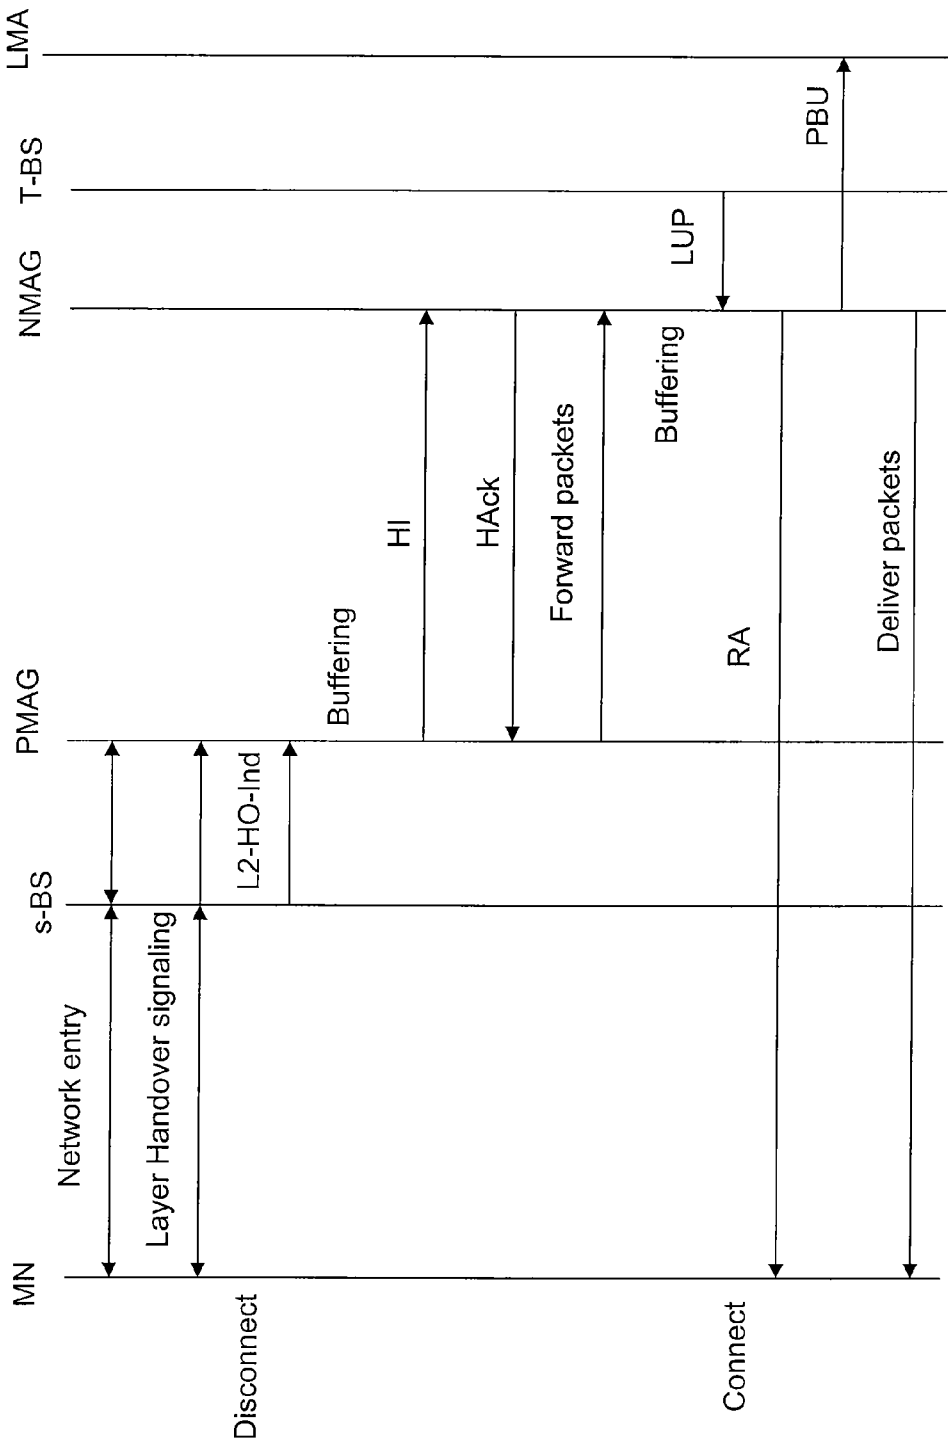 MN
s-BS
PMAG
NMAG
T-BS
LMA
Network entry
Layer Handover signaling
Disconnect
L2-HO-Ind
Buffering
HI
HAck
Forward packets
Buffering
LUP
Connect
RA
PBU
Deliver packets